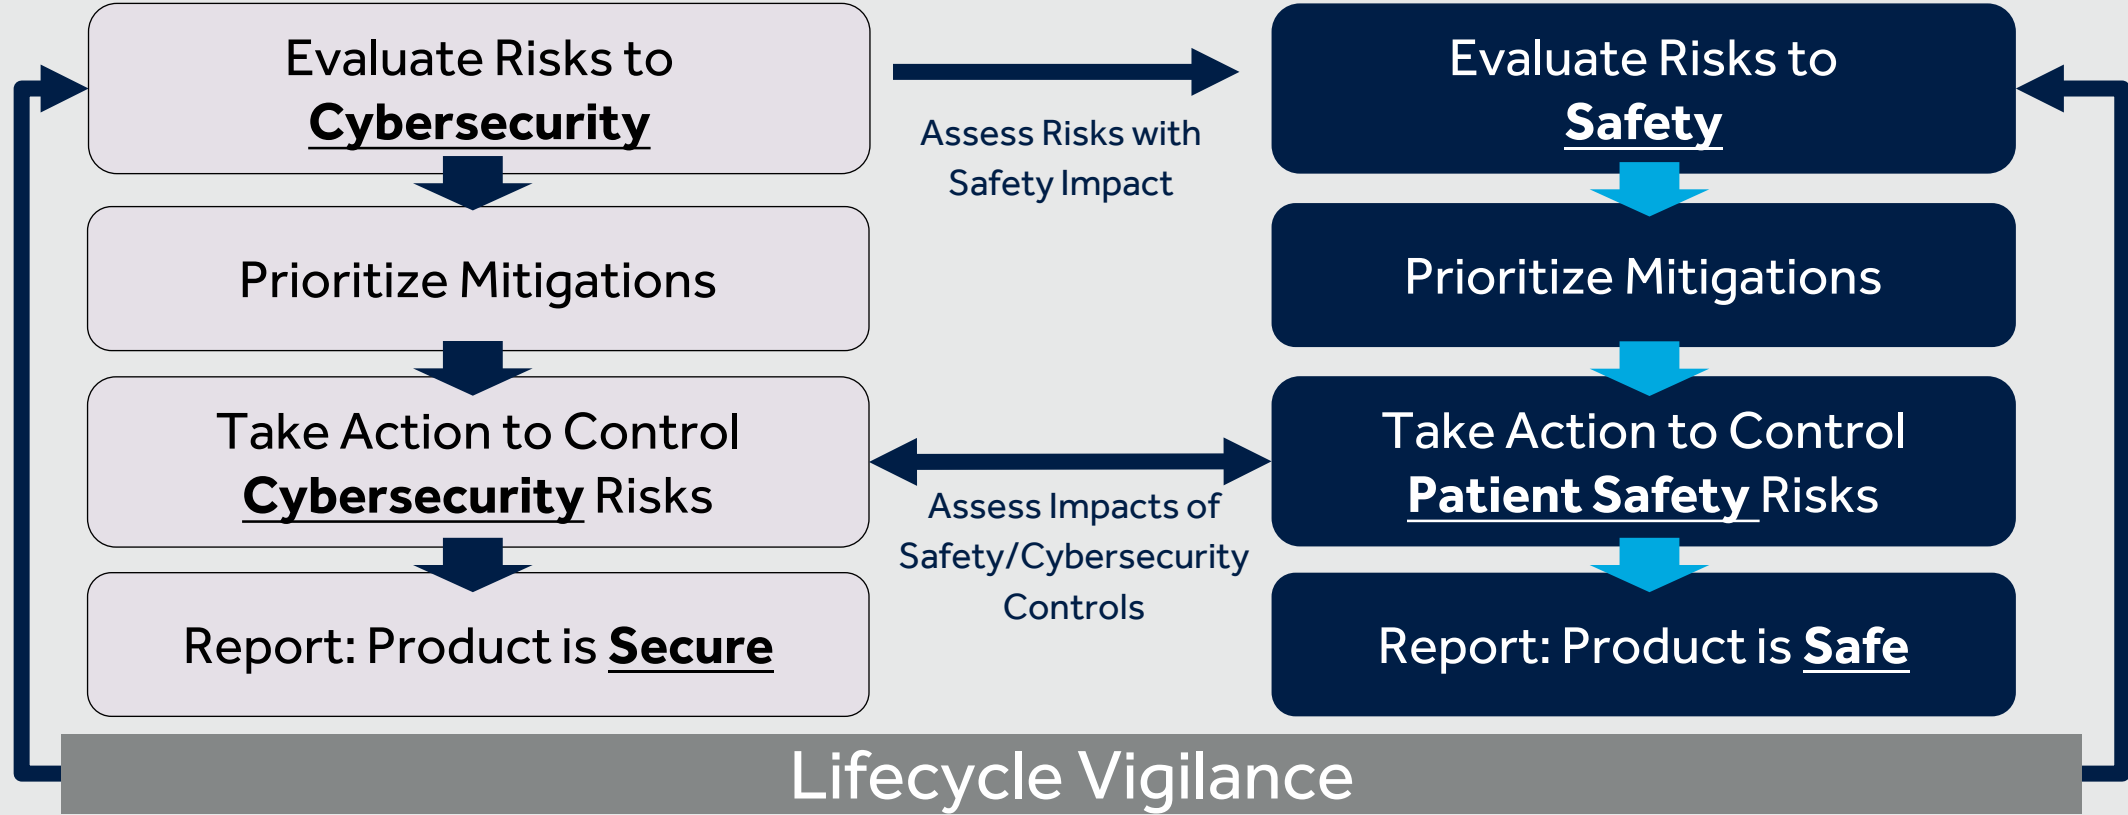 Evaluate Risks to
Cybersecurity
Prioritize Mitigations
Take Action to Control
Cybersecurity Risks
Report: Product is Secure
Assess Risks with
Safety Impact
Assess Impacts of
Safety/Cybersecurity
Controls
Evaluate Risks to
Safety
Prioritize Mitigations
Take Action to Control
Patient Safety Risks
Report: Product is Safe
Lifecycle Vigilance